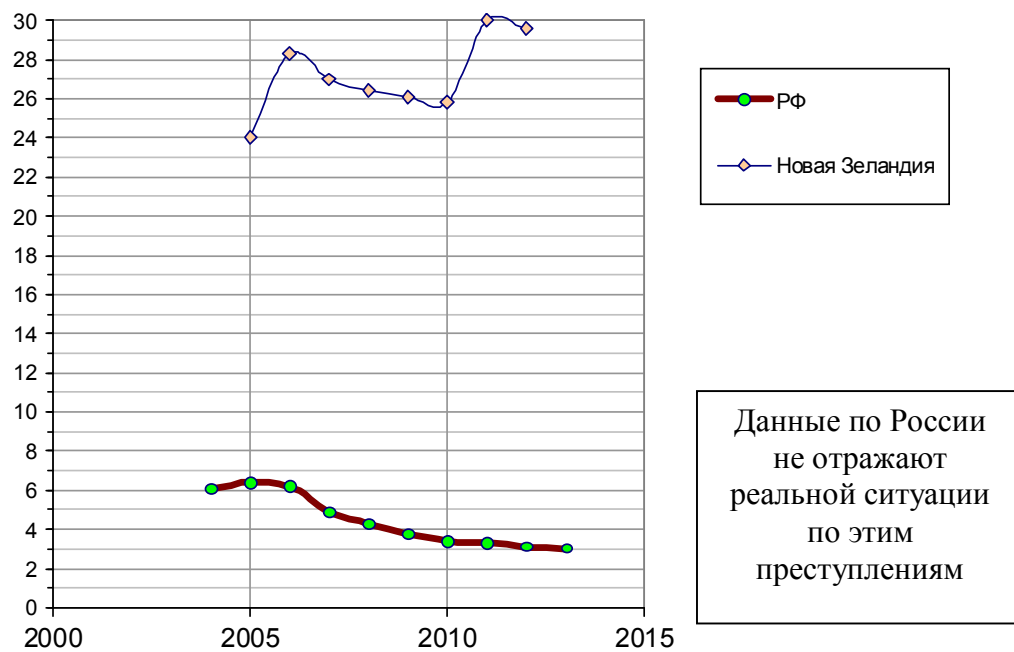 30
28
26
24
22
20
18
16
14
12
10
8
6
4
2
0
2000 2005 2010 2015
РФ
Новая Зеландия
Данные по России
не отражают
реальной ситуации
по этим
преступлениям